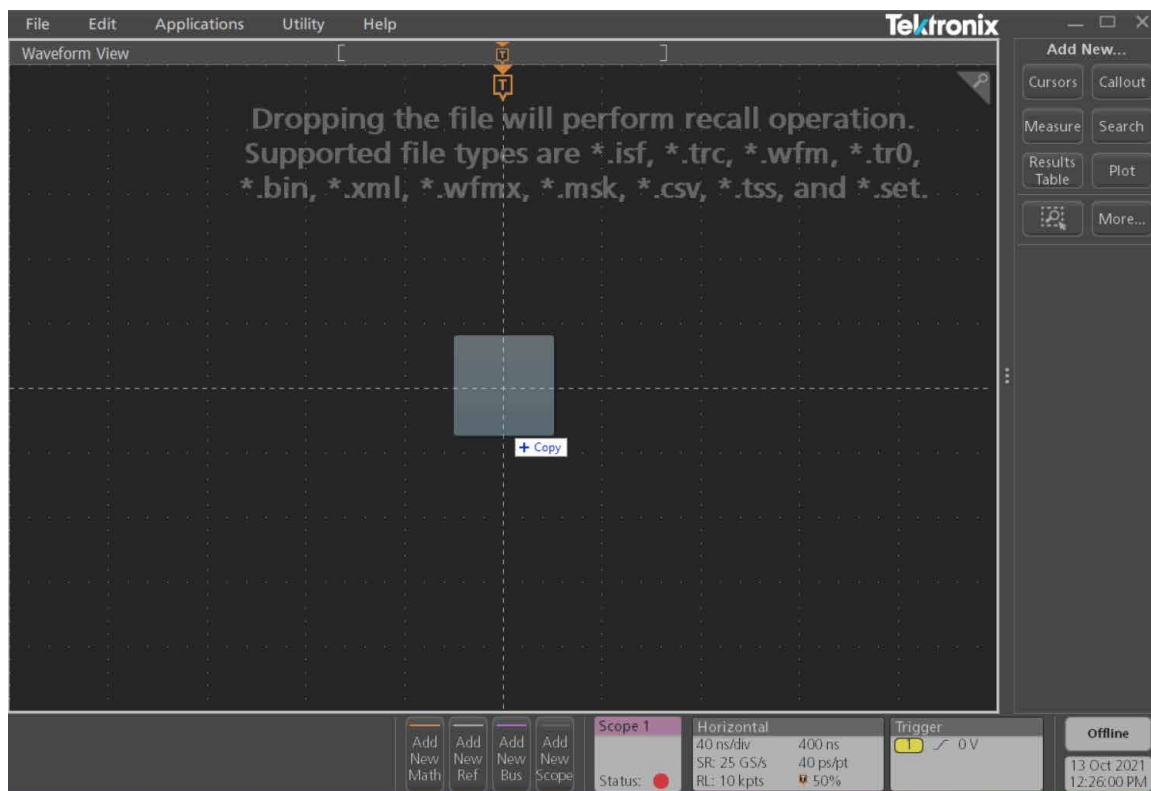 File Edit Applications Utility Help
Tektronix
Waveform View
T
T
Dropping the file will perform recall operation.
Supported file types are *.isf, *.trc, *.wfm, *.tr0,
*.bin, *.xml, *.wfmx, *.msk, *.csv, *.tss, and *.set.
+ Copy
Add New...
Cursors Callout
Measure Search
Results
Table
Plot
More...
Add
New
Math
Add
New
Ref
Add
New
Bus
Add
New
Scope
Scope 1
Status:
Horizontal
40 ns/div 400 ns
SR: 25 GS/s 40 ps/pt
RL: 10 kpts T 50%
Trigger
1 0 V
Offline
13 Oct 2021
12:26:00 PM